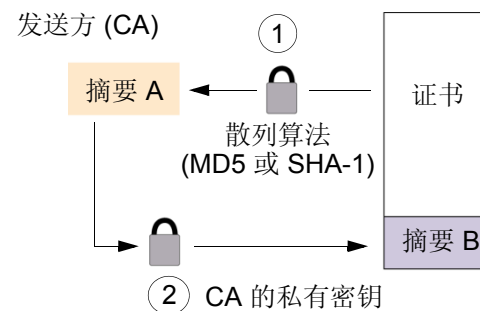 发送方 (CA)
1
摘要 A
证书
散列算法
(MD5 或 SHA-1)
摘要 B
2 CA 的私有密钥